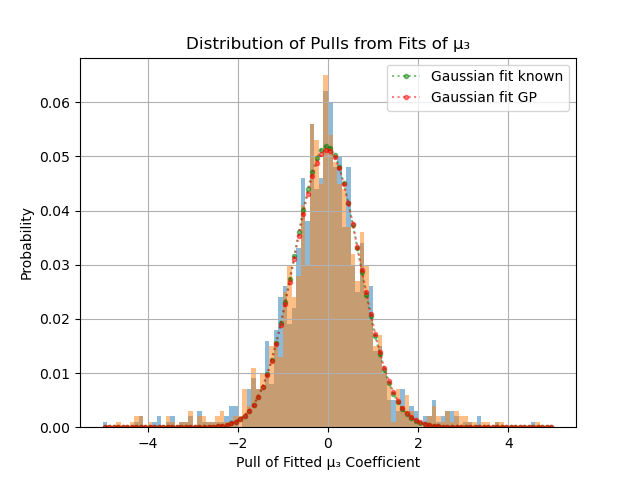 Distribution of Pulls from Fits of μ₃
Gaussian fit known
Gaussian fit GP
0.06
0.05
0.04
0.03
0.02
0.01
0.00
Probability
−4
−2
0
2
4
Pull of Fitted μ₃ Coefficient